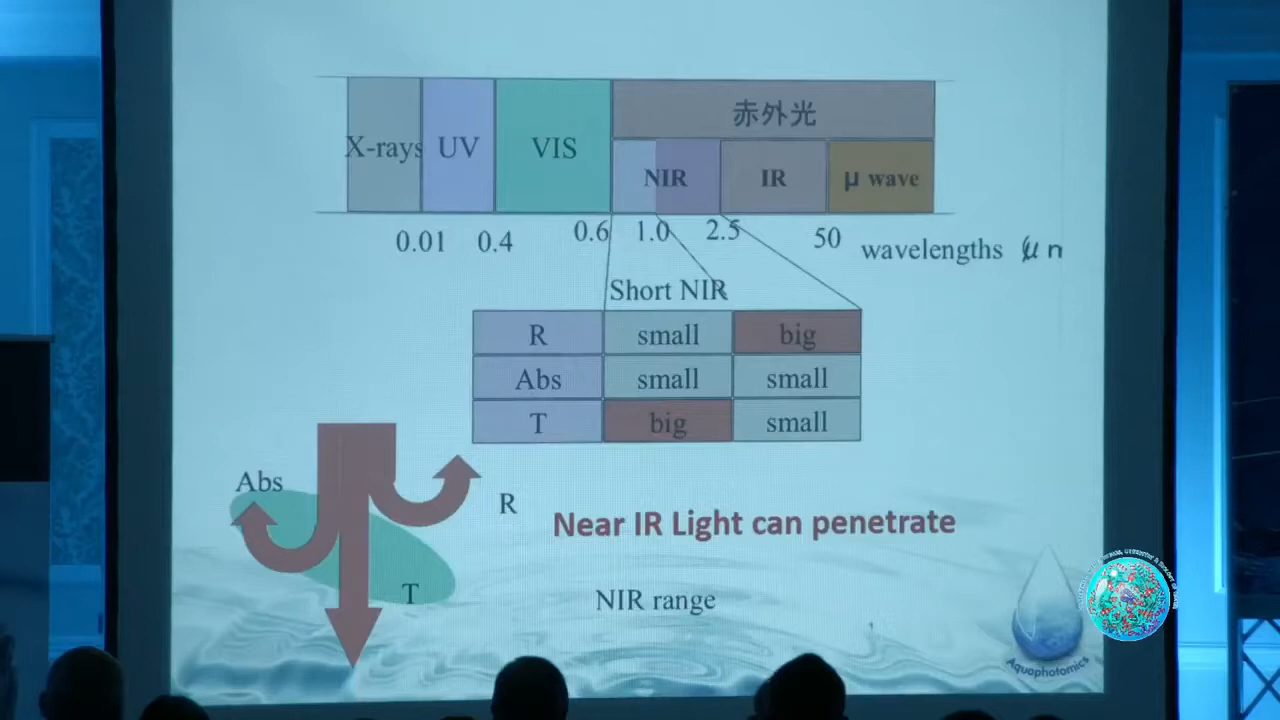 赤外光
X-rays UV VIS
NIR IR μ wave
0.01 0.4 0.6 1.0 2.5 50 wavelengths μ
Short NIR
R small big
Abs small small
T big small
Abs
R
Near IR Light can penetrate
T
NIR range
Aquaphotomics